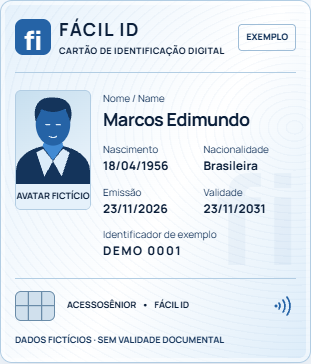 fi FÁCIL ID
CARTÃO DE IDENTIFICAÇÃO DIGITAL
EXEMPLO
Nome / Name
Marcos Edimundo
Nascimento Nacionalidade
18/04/1956 Brasileira
Emissão Validade
23/11/2026 23/11/2031
Identificador de exemplo
DEMO 0001
AVATAR FICTÍCIO
fi
ACESSOSÊNIOR • FÁCIL ID
DADOS FICTÍCIOS · SEM VALIDADE DOCUMENTAL